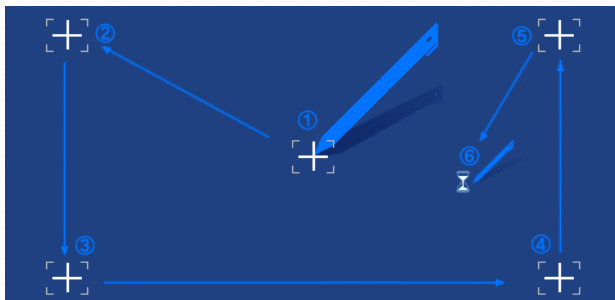 ② ⑤
①
⑥
③ ④